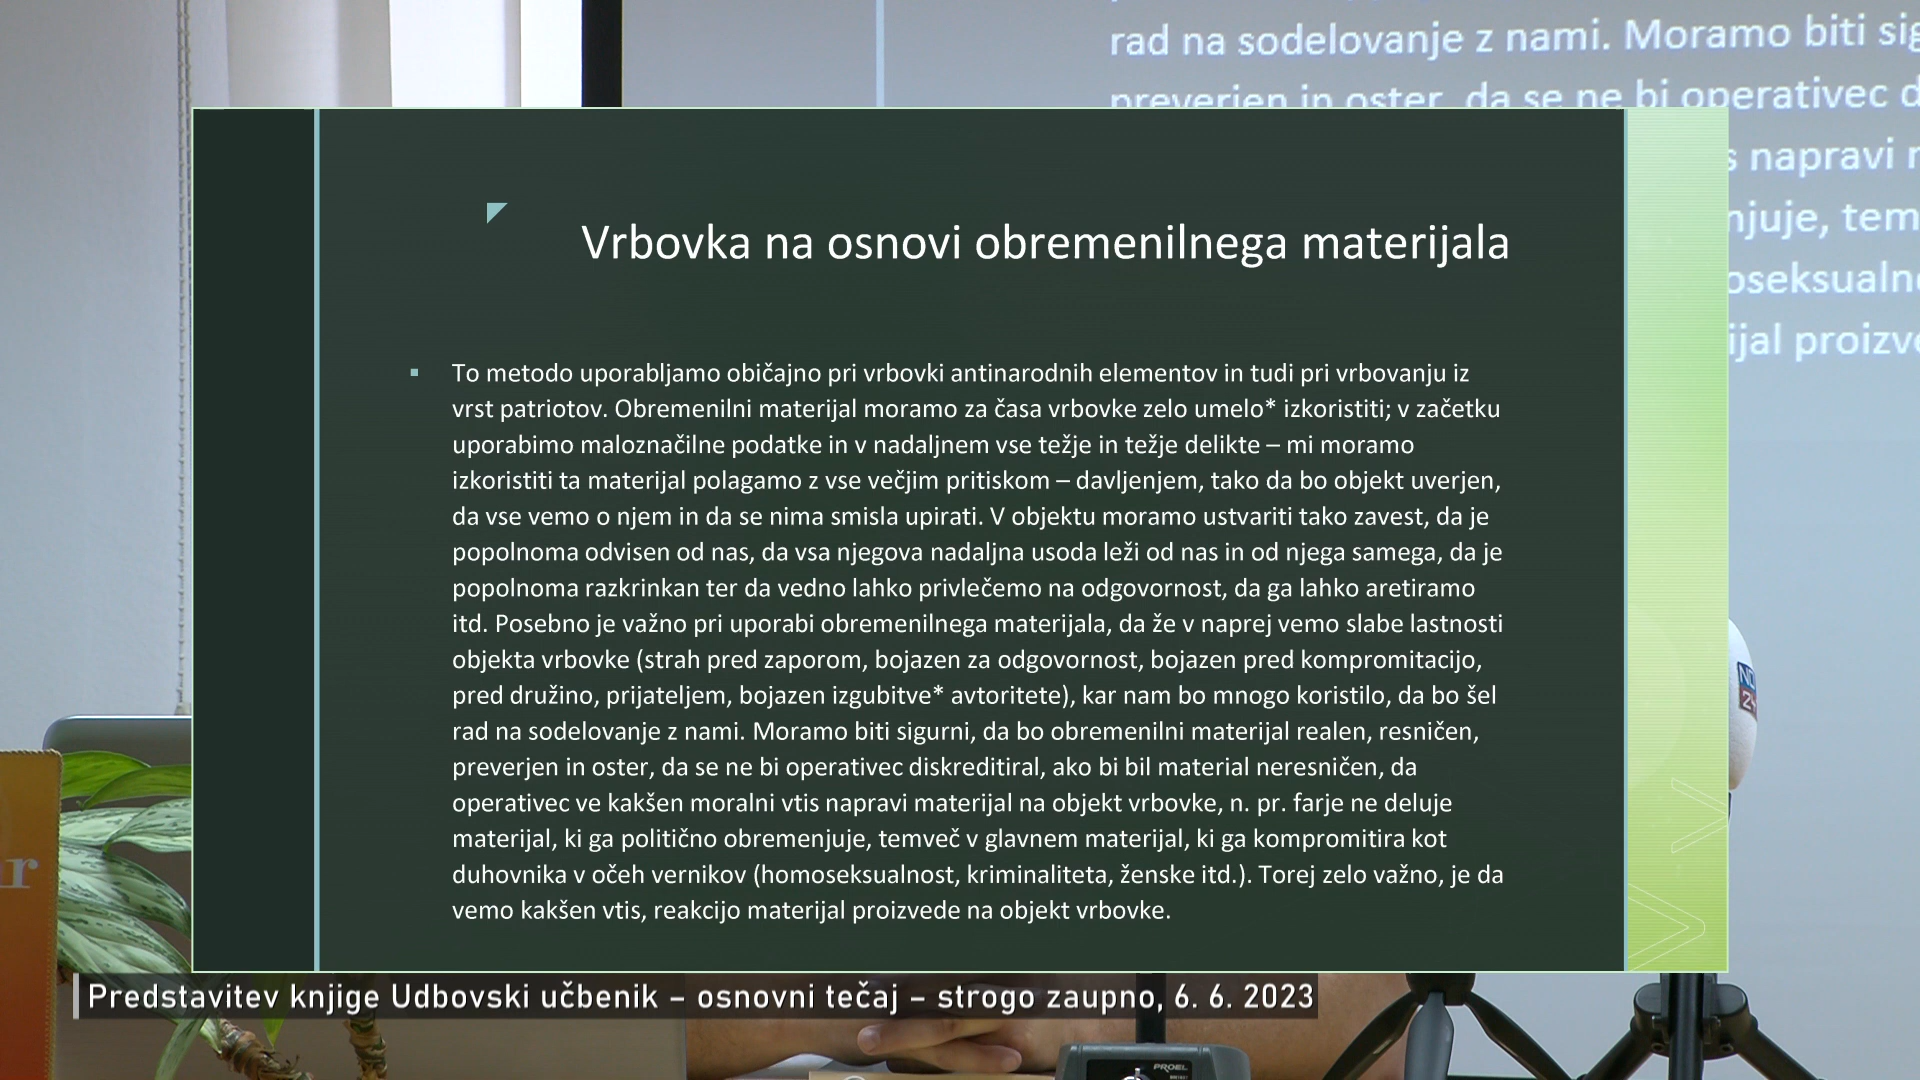 rad na sodelovanje z nami. Moramo biti sig
preverjen in oster, da se ne bi operativec d
s napravi
njuje, tem
oseksualn
ijal proizv
Vrbovka na osnovi obremenilnega materijala
▪ To metodo uporabljamo običajno pri vrbovki antinarodnih elementov in tudi pri vrbovanju iz
vrst patriotov. Obremenilni materijal moramo za časa vrbovke zelo umelo* izkoristiti; v začetku
uporabimo maloznačilne podatke in v nadaljnem vse težje in težje delikte – mi moramo
izkoristiti ta materijal polagamo z vse večjim pritiskom – davljenjem, tako da bo objekt uverjen,
da vse vemo o njem in da se nima smisla upirati. V objektu moramo ustvariti tako zavest, da je
popolnoma odvisen od nas, da vsa njegova nadaljna usoda leži od nas in od njega samega, da je
popolnoma razkrinkan ter da vedno lahko privlečemo na odgovornost, da ga lahko aretiramo
itd. Posebno je važno pri uporabi obremenilnega materijala, da že v naprej vemo slabe lastnosti
objekta vrbovke (strah pred zaporom, bojazen za odgovornost, bojazen pred kompromitacijo,
pred družino, prijateljem, bojazen izgubitve* avtoritete), kar nam bo mnogo koristilo, da bo šel
rad na sodelovanje z nami. Moramo biti sigurni, da bo obremenilni materijal realen, resničen,
preverjen in oster, da se ne bi operativec diskreditiral, ako bi bil material neresničen, da
operativec ve kakšen moralni vtis napravi materijal na objekt vrbovke, n. pr. farje ne deluje
materijal, ki ga politično obremenjuje, temveč v glavnem materijal, ki ga kompromitira kot
duhovnika v očeh vernikov (homoseksualnost, kriminaliteta, ženske itd.). Torej zelo važno, je da
vemo kakšen vtis, reakcijo materijal proizvede na objekt vrbovke.
Predstavitev knjige Udbovski učbenik – osnovni tečaj – strogo zaupno, 6. 6. 2023
PROEL